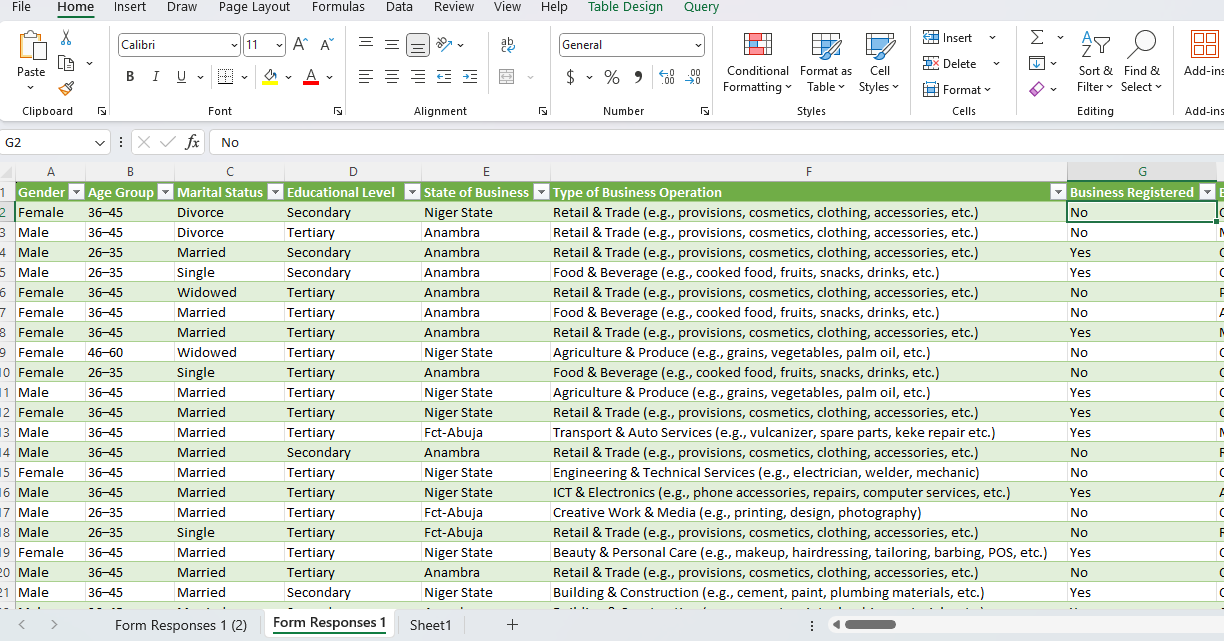 File Home Insert Draw Page Layout Formulas Data Review View Help Table Design Query
Calibri 11 A A ab c General Insert
Paste B I U A $ % 9 .00 Conditional Formatting Format as Table Cell Styles Delete Format Sort & Filter Find & Select Add-ins
Clipboard Font Alignment Number Styles Cells Editing Add-ins
G2 fx No
A B C D E F G
1 Gender Age Group Marital Status Educational Level State of Business Type of Business Operation Business Registered
2 Female 36–45 Divorce Secondary Niger State Retail & Trade (e.g., provisions, cosmetics, clothing, accessories, etc.) No
3 Male 36–45 Divorce Tertiary Anambra Retail & Trade (e.g., provisions, cosmetics, clothing, accessories, etc.) No
4 Male 26–35 Married Secondary Anambra Retail & Trade (e.g., provisions, cosmetics, clothing, accessories, etc.) Yes
5 Male 26–35 Single Secondary Anambra Food & Beverage (e.g., cooked food, fruits, snacks, drinks, etc.) Yes
6 Female 36–45 Widowed Tertiary Anambra Retail & Trade (e.g., provisions, cosmetics, clothing, accessories, etc.) No
7 Female 36–45 Married Tertiary Anambra Food & Beverage (e.g., cooked food, fruits, snacks, drinks, etc.) No
8 Female 36–45 Married Tertiary Anambra Retail & Trade (e.g., provisions, cosmetics, clothing, accessories, etc.) Yes
9 Female 46–60 Widowed Tertiary Niger State Agriculture & Produce (e.g., grains, vegetables, palm oil, etc.) No
10 Female 26–35 Single Tertiary Anambra Food & Beverage (e.g., cooked food, fruits, snacks, drinks, etc.) No
11 Male 36–45 Married Tertiary Niger State Agriculture & Produce (e.g., grains, vegetables, palm oil, etc.) Yes
12 Female 36–45 Married Tertiary Niger State Retail & Trade (e.g., provisions, cosmetics, clothing, accessories, etc.) Yes
13 Male 36–45 Married Tertiary Fct-Abuja Transport & Auto Services (e.g., vulcanizer, spare parts, keke repair etc.) Yes
14 Male 36–45 Married Secondary Anambra Retail & Trade (e.g., provisions, cosmetics, clothing, accessories, etc.) No
15 Female 36–45 Married Tertiary Niger State Engineering & Technical Services (e.g., electrician, welder, mechanic) No
16 Male 36–45 Married Tertiary Niger State ICT & Electronics (e.g., phone accessories, repairs, computer services, etc.) Yes
17 Male 26–35 Married Tertiary Fct-Abuja Creative Work & Media (e.g., printing, design, photography) No
18 Male 26–35 Single Tertiary Fct-Abuja Retail & Trade (e.g., provisions, cosmetics, clothing, accessories, etc.) No
19 Female 36–45 Married Tertiary Niger State Beauty & Personal Care (e.g., makeup, hairdressing, tailoring, barbing, POS, etc.) Yes
20 Male 36–45 Married Tertiary Anambra Retail & Trade (e.g., provisions, cosmetics, clothing, accessories, etc.) No
21 Male 36–45 Married Secondary Niger State Building & Construction (e.g., cement, paint, plumbing materials, etc.) Yes
Form Responses 1 (2) Form Responses 1 Sheet1